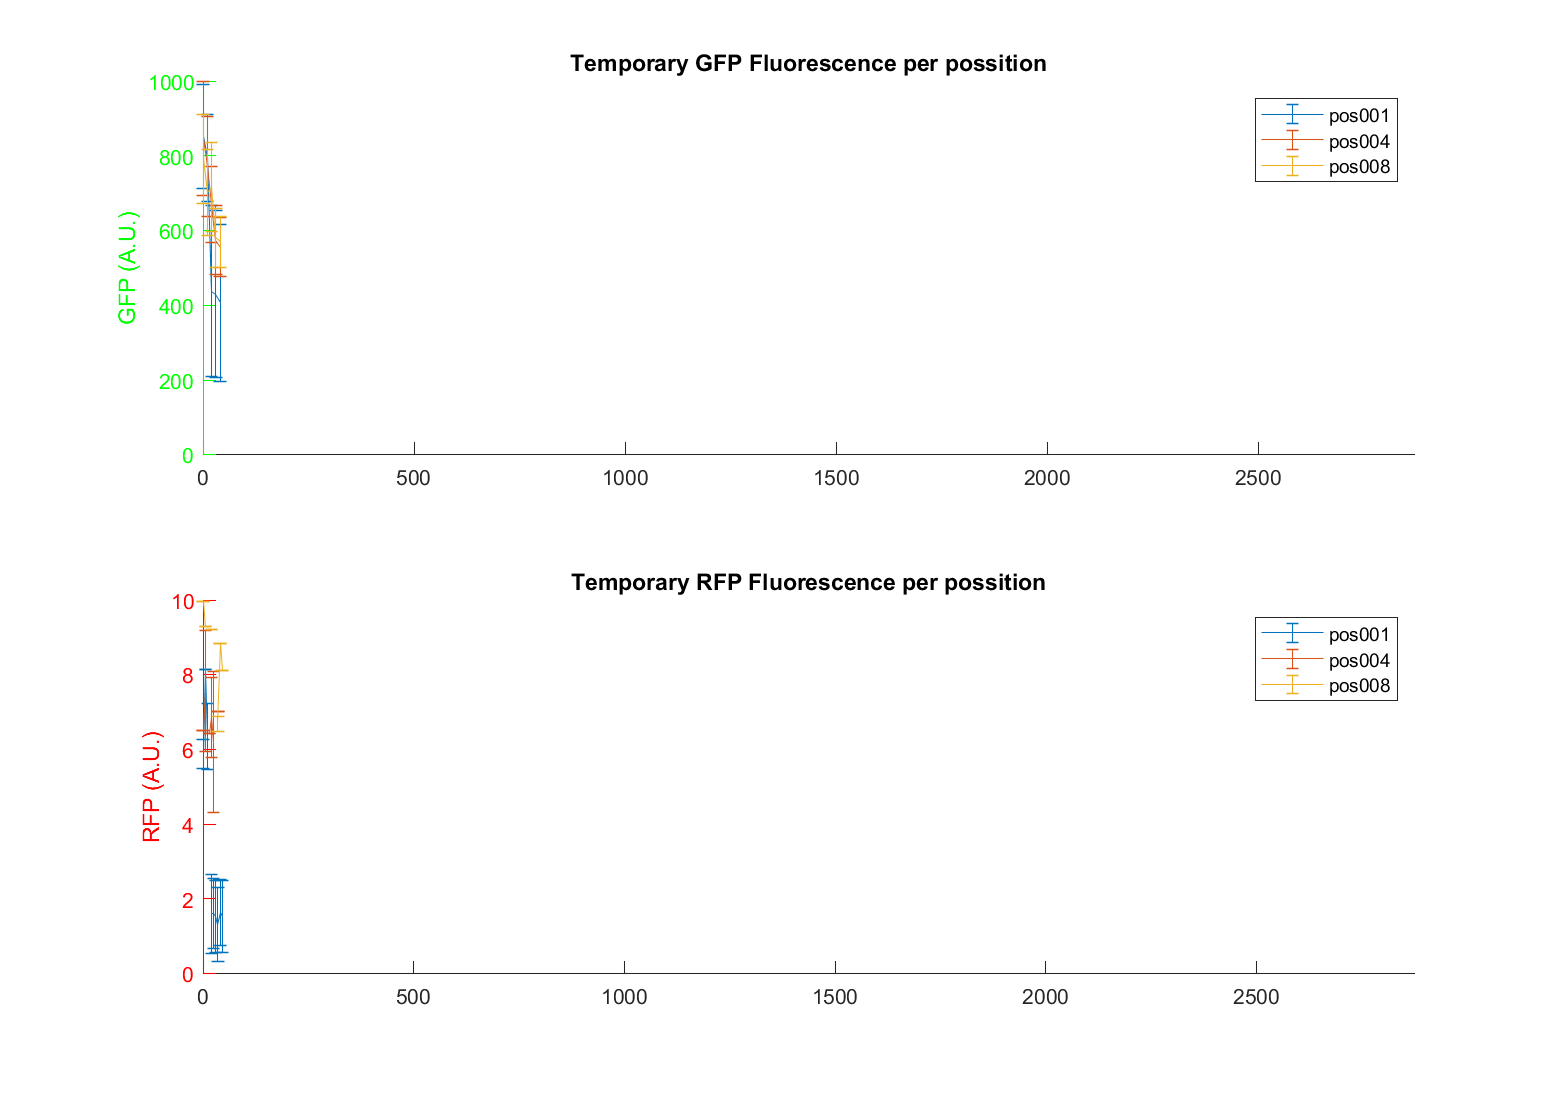 Temporary GFP Fluorescence per possition
GFP (A.U.)
1000
800
600
400
200
0
0 500 1000 1500 2000 2500
pos001
pos004
pos008
Temporary RFP Fluorescence per possition
RFP (A.U.)
10
8
6
4
2
0
0 500 1000 1500 2000 2500
pos001
pos004
pos008